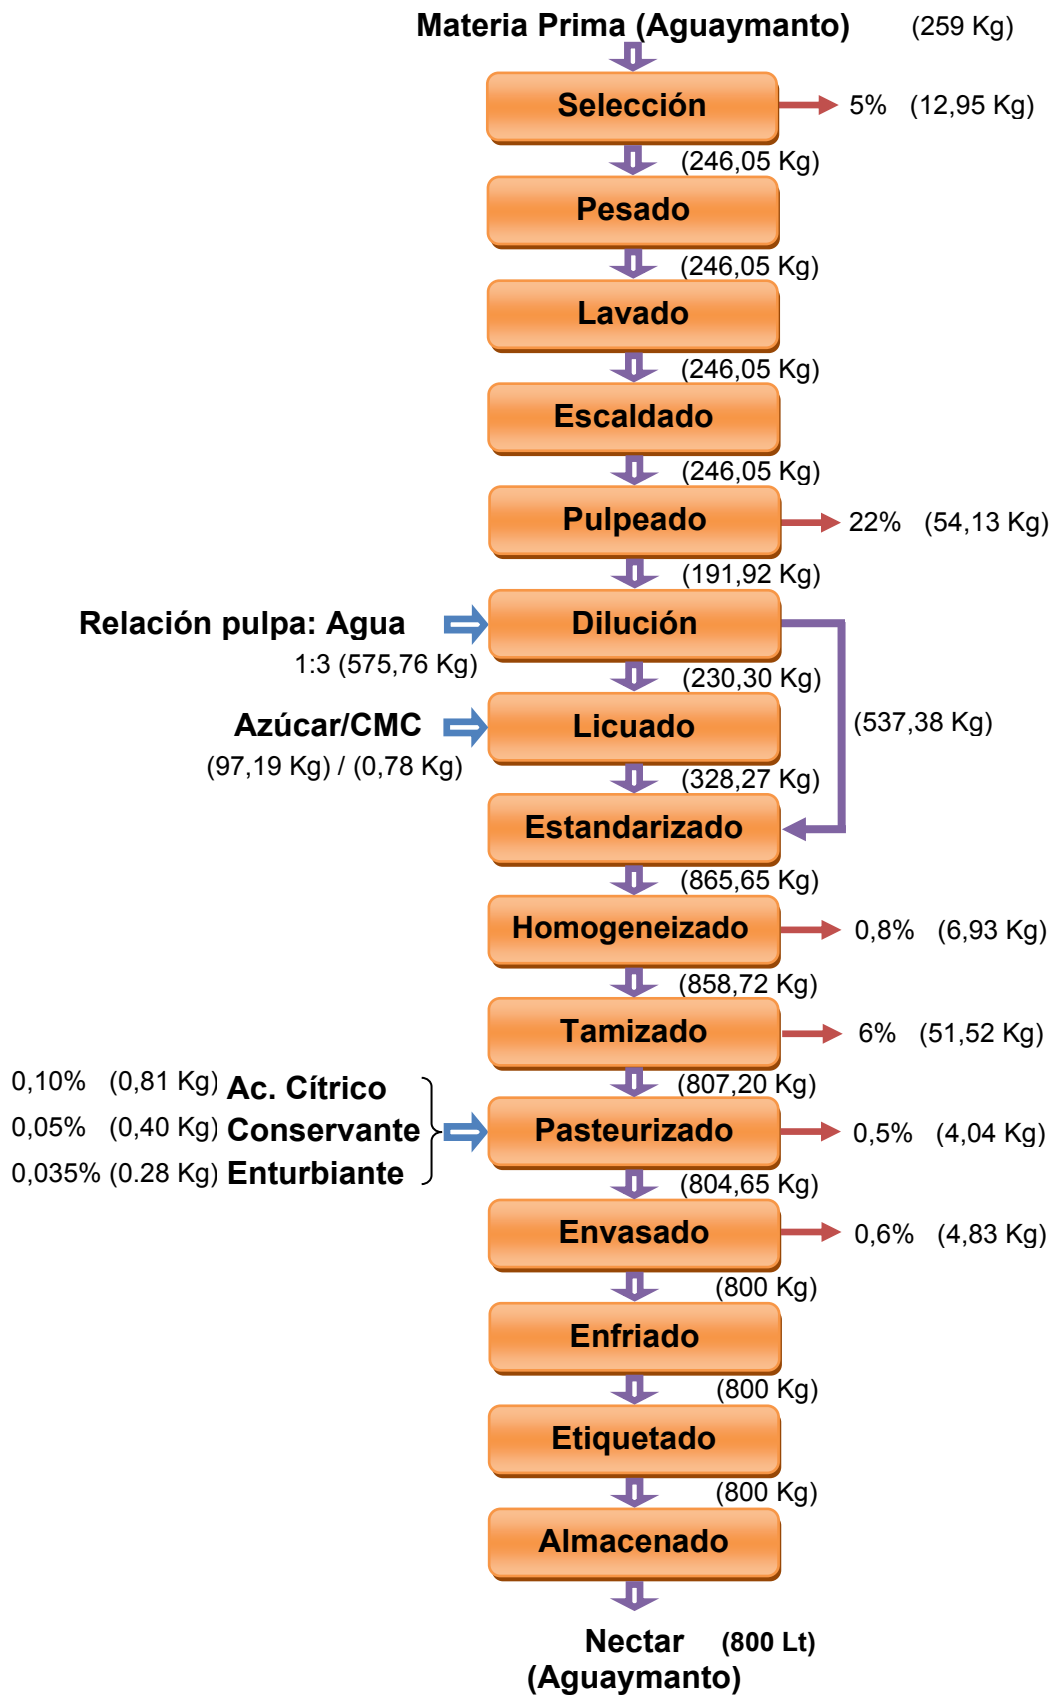 Materia Prima (Aguaymanto) (259 Kg)
Selección 5% (12,95 Kg)
(246,05 Kg)
Pesado
(246,05 Kg)
Lavado
(246,05 Kg)
Escaldado
(246,05 Kg)
Pulpeado 22% (54,13 Kg)
(191,92 Kg)
Relación pulpa: Agua Dilución
1:3 (575,76 Kg)
(230,30 Kg)
Azúcar/CMC Licuado (537,38 Kg)
(97,19 Kg) / (0,78 Kg)
(328,27 Kg)
Estandarizado
(865,65 Kg)
Homogeneizado 0,8% (6,93 Kg)
(858,72 Kg)
Tamizado 6% (51,52 Kg)
(807,20 Kg)
0,10% (0,81 Kg) Ac. Cítrico
0,05% (0,40 Kg) Conservante Pasteurizado 0,5% (4,04 Kg)
0,035% (0.28 Kg) Enturbiante
(804,65 Kg)
Envasado 0,6% (4,83 Kg)
(800 Kg)
Enfriado
(800 Kg)
Etiquetado
(800 Kg)
Almacenado
Nectar (800 Lt)
(Aguaymanto)